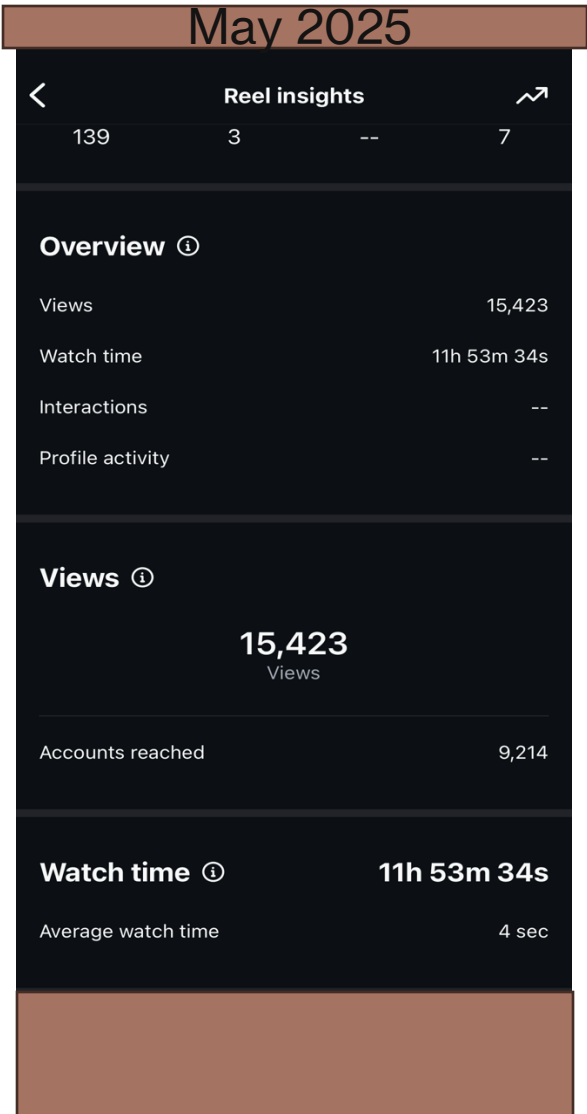 May 2025
Reel insights
139 3 -- 7
Overview
Views 15,423
Watch time 11h 53m 34s
Interactions --
Profile activity --
Views
15,423
Views
Accounts reached 9,214
Watch time 11h 53m 34s
Average watch time 4 sec